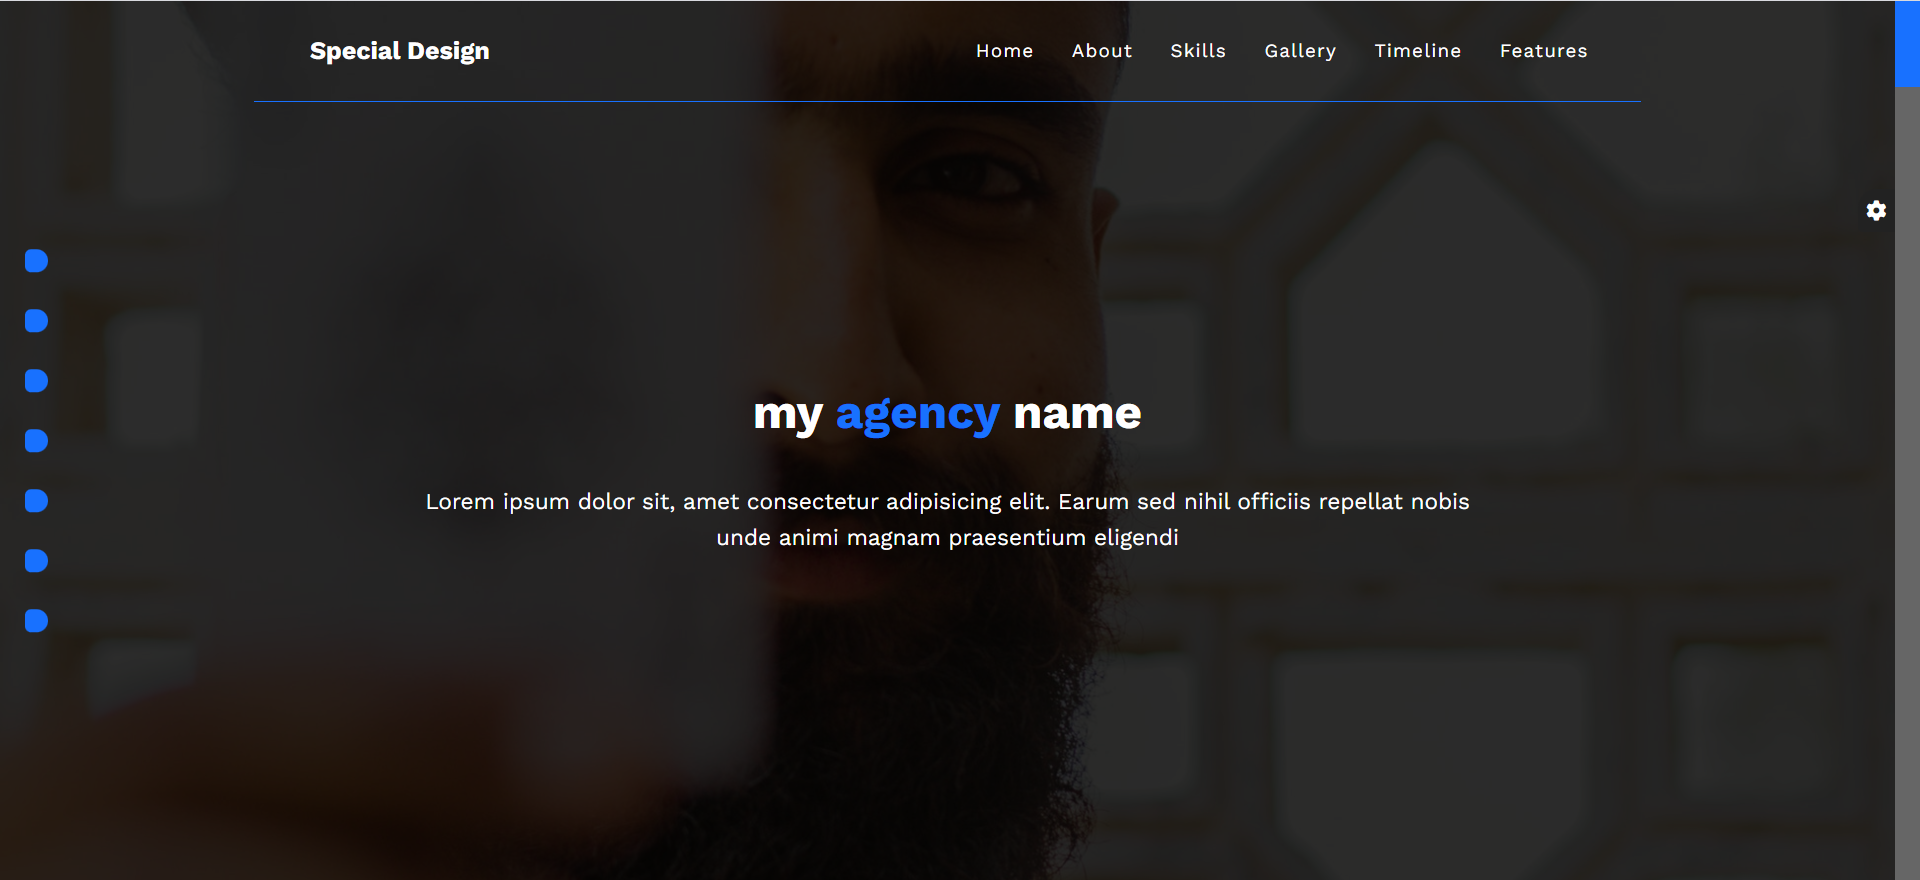 Special Design
Home About Skills Gallery Timeline Features
my agency name
Lorem ipsum dolor sit, amet consectetur adipisicing elit. Earum sed nihil officiis repellat nobis
unde animi magnam praesentium eligendi